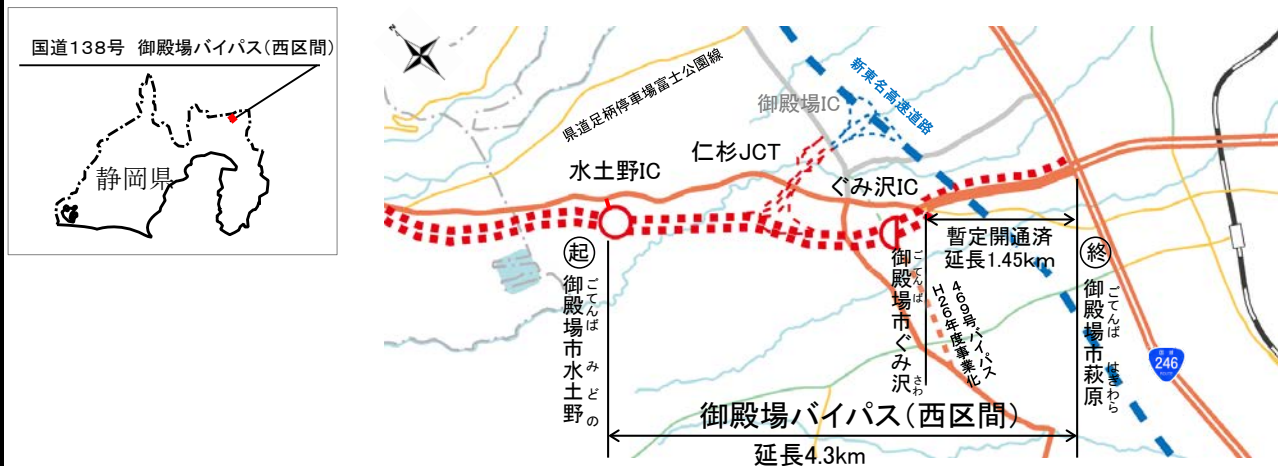 国道138号 御殿場バイパス(西区間)
静岡県
N
県道足柄停車場富士公園線
新東名高速道路
御殿場IC
仁杉JCT
水土野IC
ぐみ沢IC
暫定開通済
延長1.45km
起
御殿場市水土野
ごてんば
みどの
御殿場市ぐみ沢
ごてんば
さわ
469号バイパス
H26年度事業化
終
御殿場市萩原
ごてんば
はぎわら
国道
246
ROUTE
御殿場バイパス(西区間)
延長4.3km